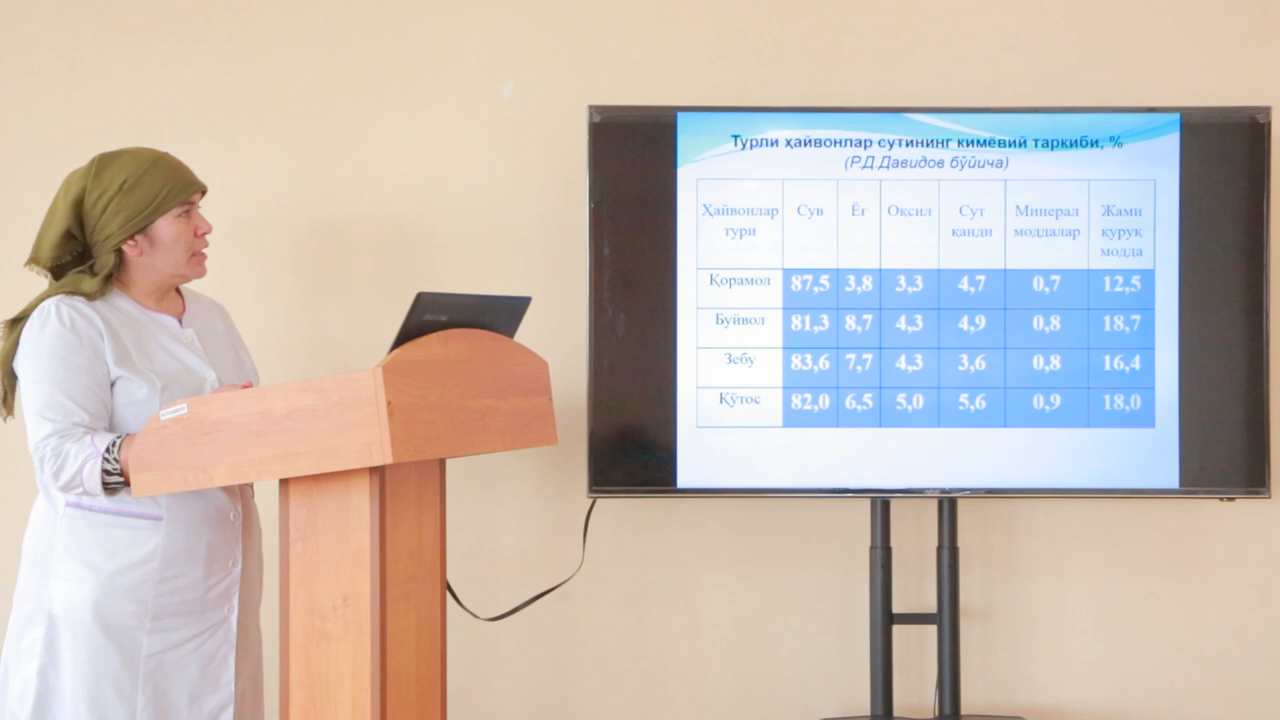 Турли ҳайвонлар сутининг кимёвий таркиби, %
(Р.Д.Давидов бўйича)
Ҳайвонлар тури Сув Ёғ Оқсил Сут қанди Минерал моддалар Жами қуруқ модда
Қорамол 87,5 3,8 3,3 4,7 0,7 12,5
Буйвол 81,3 8,7 4,3 4,9 0,8 18,7
Зебу 83,6 7,7 4,3 3,6 0,8 16,4
Қўтос 82,0 6,5 5,0 5,6 0,9 18,0